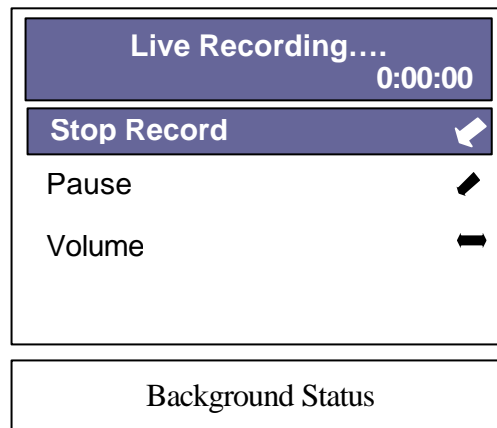 Live Recording....
0:00:00
Stop Record
Pause
Volume
Background Status